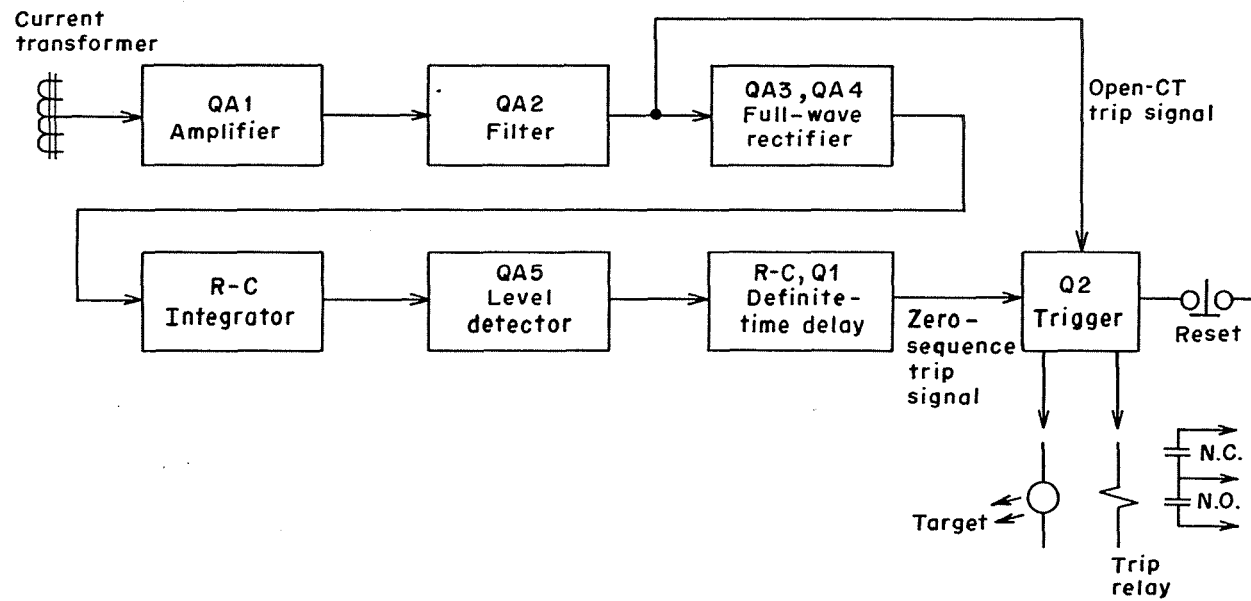 Current
transformer
QA1
Amplifier
QA2
Filter
QA3, QA4
Full-wave
rectifier
Open-CT
trip signal
R-C
Integrator
QA5
Level
detector
R-C, Q1
Definite-
time delay
Zero-
sequence
trip
signal
Q2
Trigger
Reset
N.C.
N.O.
Target
Trip
relay